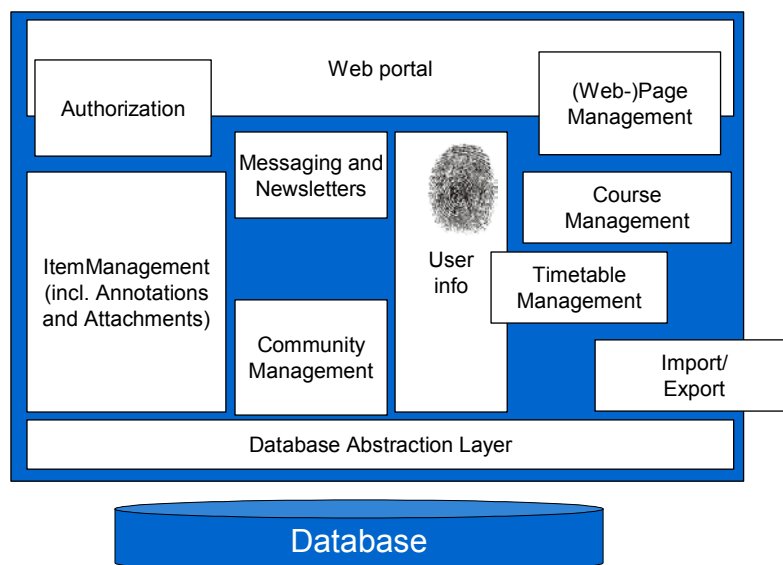 Web portal
Authorization
(Web-)Page
Management
Messaging and
Newsletters
Course
Management
ItemManagement
(incl. Annotations
and Attachments)
User
info
Timetable
Management
Community
Management
Import/
Export
Database Abstraction Layer
Database